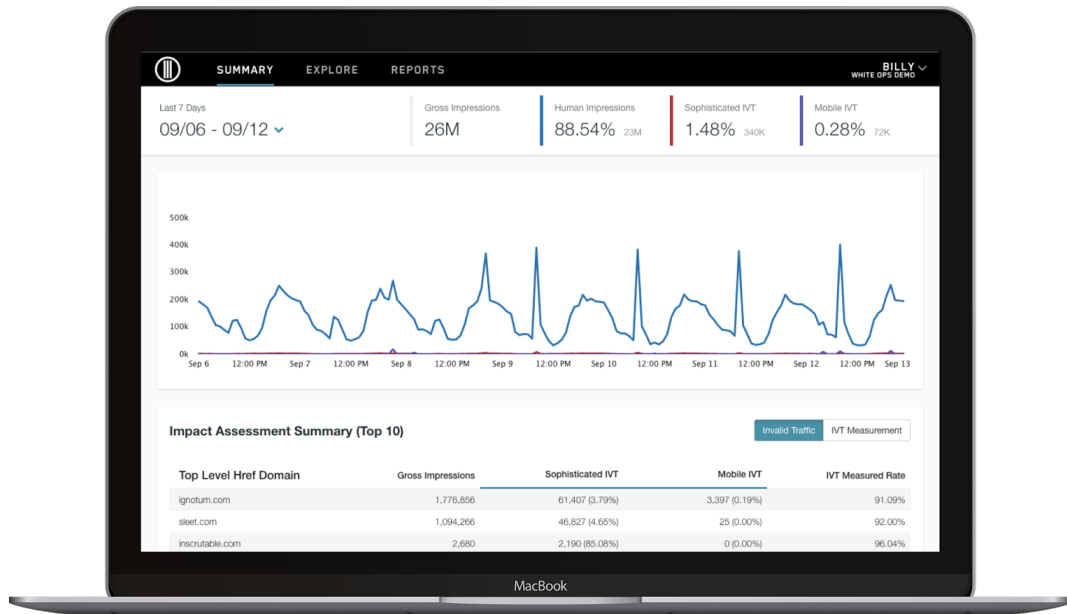 SUMMARY EXPLORE REPORTS BILLY
WHITE OPS DEMO
Last 7 Days Gross Impressions Human Impressions Sophisticated IVT Mobile IVT
09/06 - 09/12 26M 88.54% 23M 1.48% 340K 0.28% 72K
500k
400k
300k
200k
100k
0k
Sep 6 12:00 PM Sep 7 12:00 PM Sep 8 12:00 PM Sep 9 12:00 PM Sep 10 12:00 PM Sep 11 12:00 PM Sep 12 12:00 PM Sep 13
Impact Assessment Summary (Top 10) Invalid Traffic IVT Measurement
Top Level Href Domain Gross Impressions Sophisticated IVT Mobile IVT IVT Measured Rate
ignotum.com 1,776,856 61,407 (3.79%) 3,397 (0.19%) 91.09%
sleet.com 1,094,266 46,827 (4.65%) 25 (0.00%) 92.00%
inscrutable.com 2,680 2,190 (85.08%) 0 (0.00%) 96.04%
MacBook